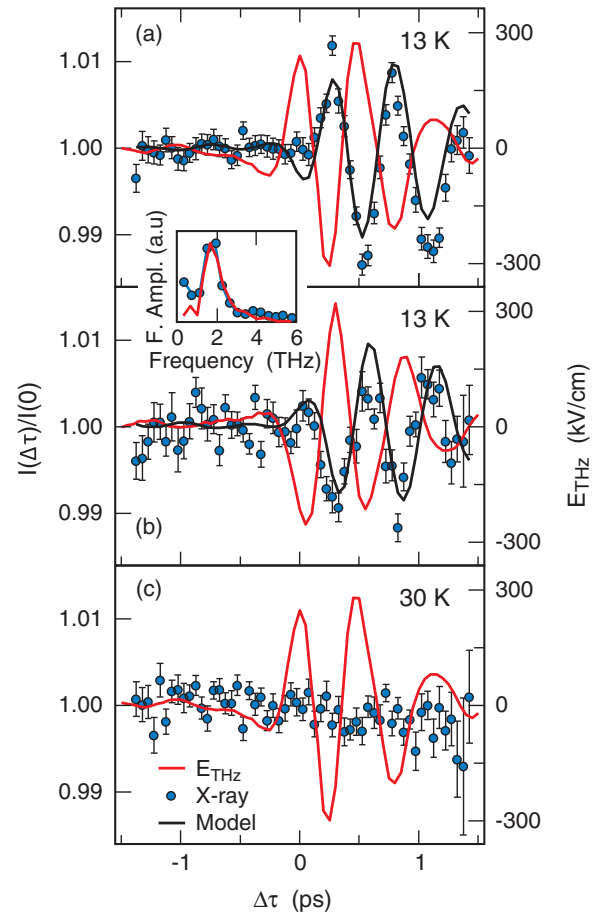 (a)
13 K
1.01
1.00
0.99
300
0
-300
F. Ampl. (a.u)
0 2 4 6
Frequency (THz)
13 K
1.01
1.00
0.99
(b)
300
0
-300
I(Δτ)/I(0)
E_THz (kV/cm)
(c)
30 K
1.01
1.00
0.99
300
0
-300
E_THz
X-ray
Model
-1 0 1
Δτ (ps)